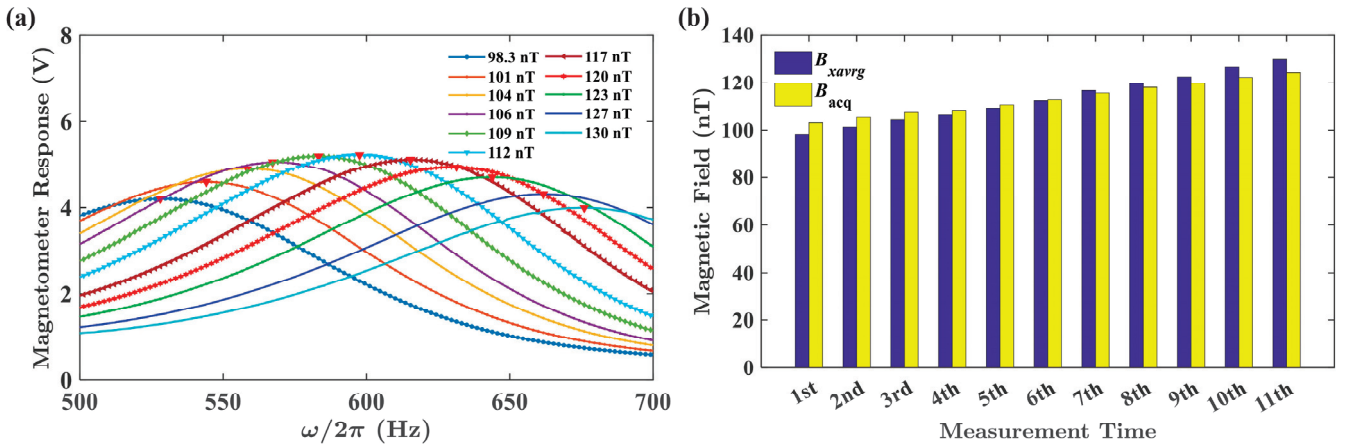 (a)
Magnetometer Response (V)
8
6
4
2
0
98.3 nT
101 nT
104 nT
106 nT
109 nT
112 nT
117 nT
120 nT
123 nT
127 nT
130 nT
500
550
600
650
700
ω/2π (Hz)
(b)
Magnetic Field (nT)
140
120
100
80
60
40
20
0
B xavrg
B acq
1st
2nd
3rd
4th
5th
6th
7th
8th
9th
10th
11th
Measurement Time